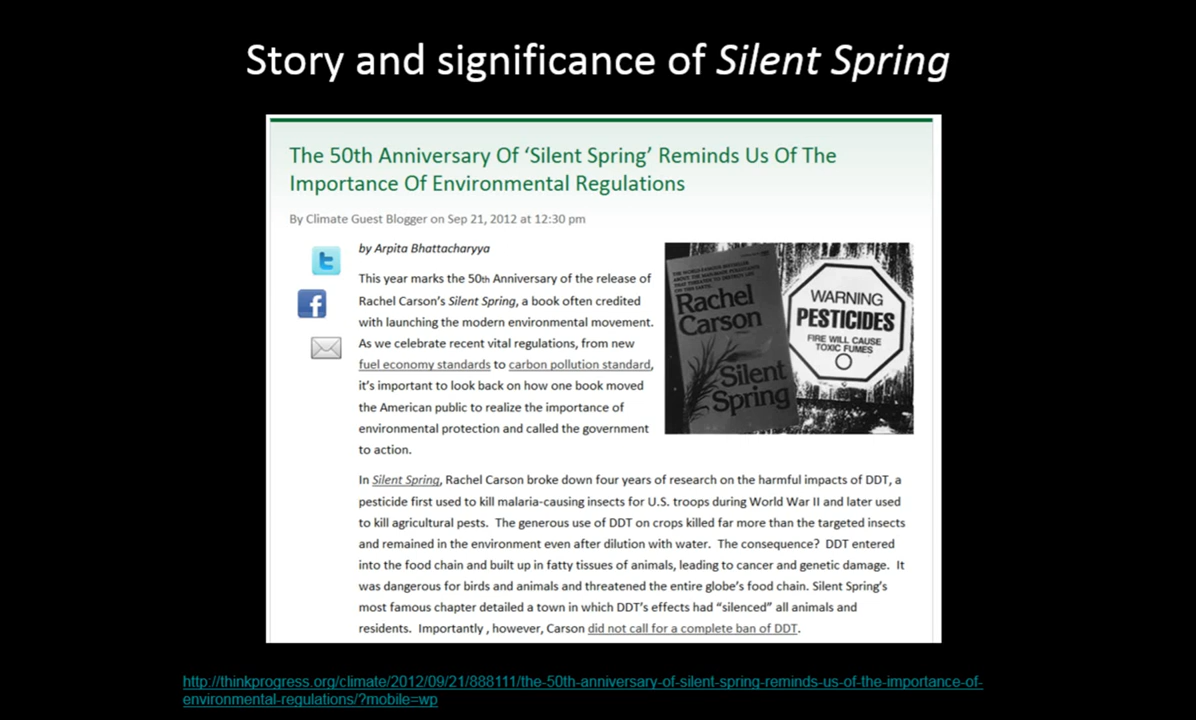 Story and significance of Silent Spring
The 50th Anniversary Of ‘Silent Spring’ Reminds Us Of The
Importance Of Environmental Regulations
By Climate Guest Blogger on Sep 21, 2012 at 12:30 pm
by Arpita Bhattacharyya
This year marks the 50th Anniversary of the release of
Rachel Carson’s Silent Spring, a book often credited
with launching the modern environmental movement.
As we celebrate recent vital regulations, from new
fuel economy standards to carbon pollution standard,
it’s important to look back on how one book moved
the American public to realize the importance of
environmental protection and called the government
to action.
Rachel
Carson
Silent
Spring
WARNING
PESTICIDES
FIRE WILL CAUSE
TOXIC FUMES
In Silent Spring, Rachel Carson broke down four years of research on the harmful impacts of DDT, a
pesticide first used to kill malaria-causing insects for U.S. troops during World War II and later used
to kill agricultural pests.  The generous use of DDT on crops killed far more than the targeted insects
and remained in the environment even after dilution with water.  The consequence?  DDT entered
into the food chain and built up in fatty tissues of animals, leading to cancer and genetic damage.  It
was dangerous for birds and animals and threatened the entire globe’s food chain. Silent Spring’s
most famous chapter detailed a town in which DDT’s effects had “silenced” all animals and
residents.  Importantly , however, Carson did not call for a complete ban of DDT.
http://thinkprogress.org/climate/2012/09/21/888111/the-50th-anniversary-of-silent-spring-reminds-us-of-the-importance-of-
environmental-regulations/?mobile=wp